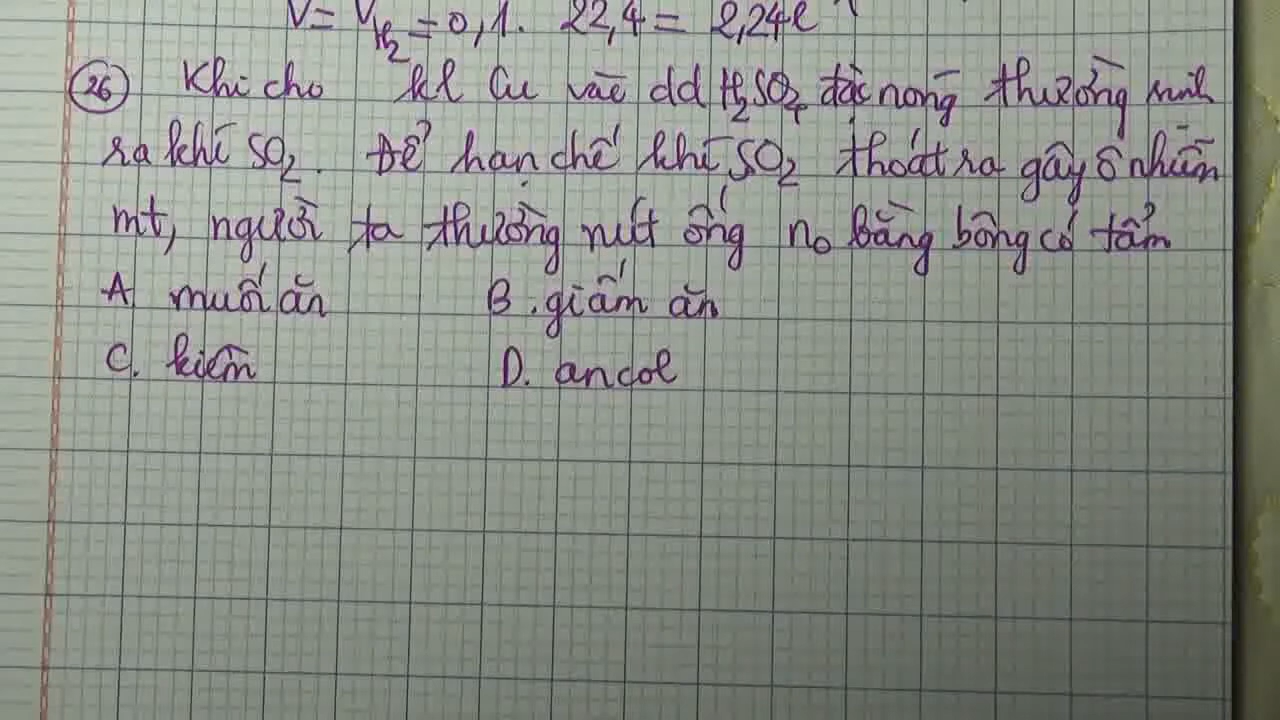 V = V H₂ = 0,1. 22,4 = 2,24l
26 Khi cho kl Cu vào dd H₂SO₄ đặc nóng thường sinh
ra khí SO₂. Để hạn chế khí SO₂ thoát ra gây ô nhiễm
mt, người ta thường nút ống no bằng bông có tẩm
A muối ăn B. giấm ăn
C. kiềm D. ancol